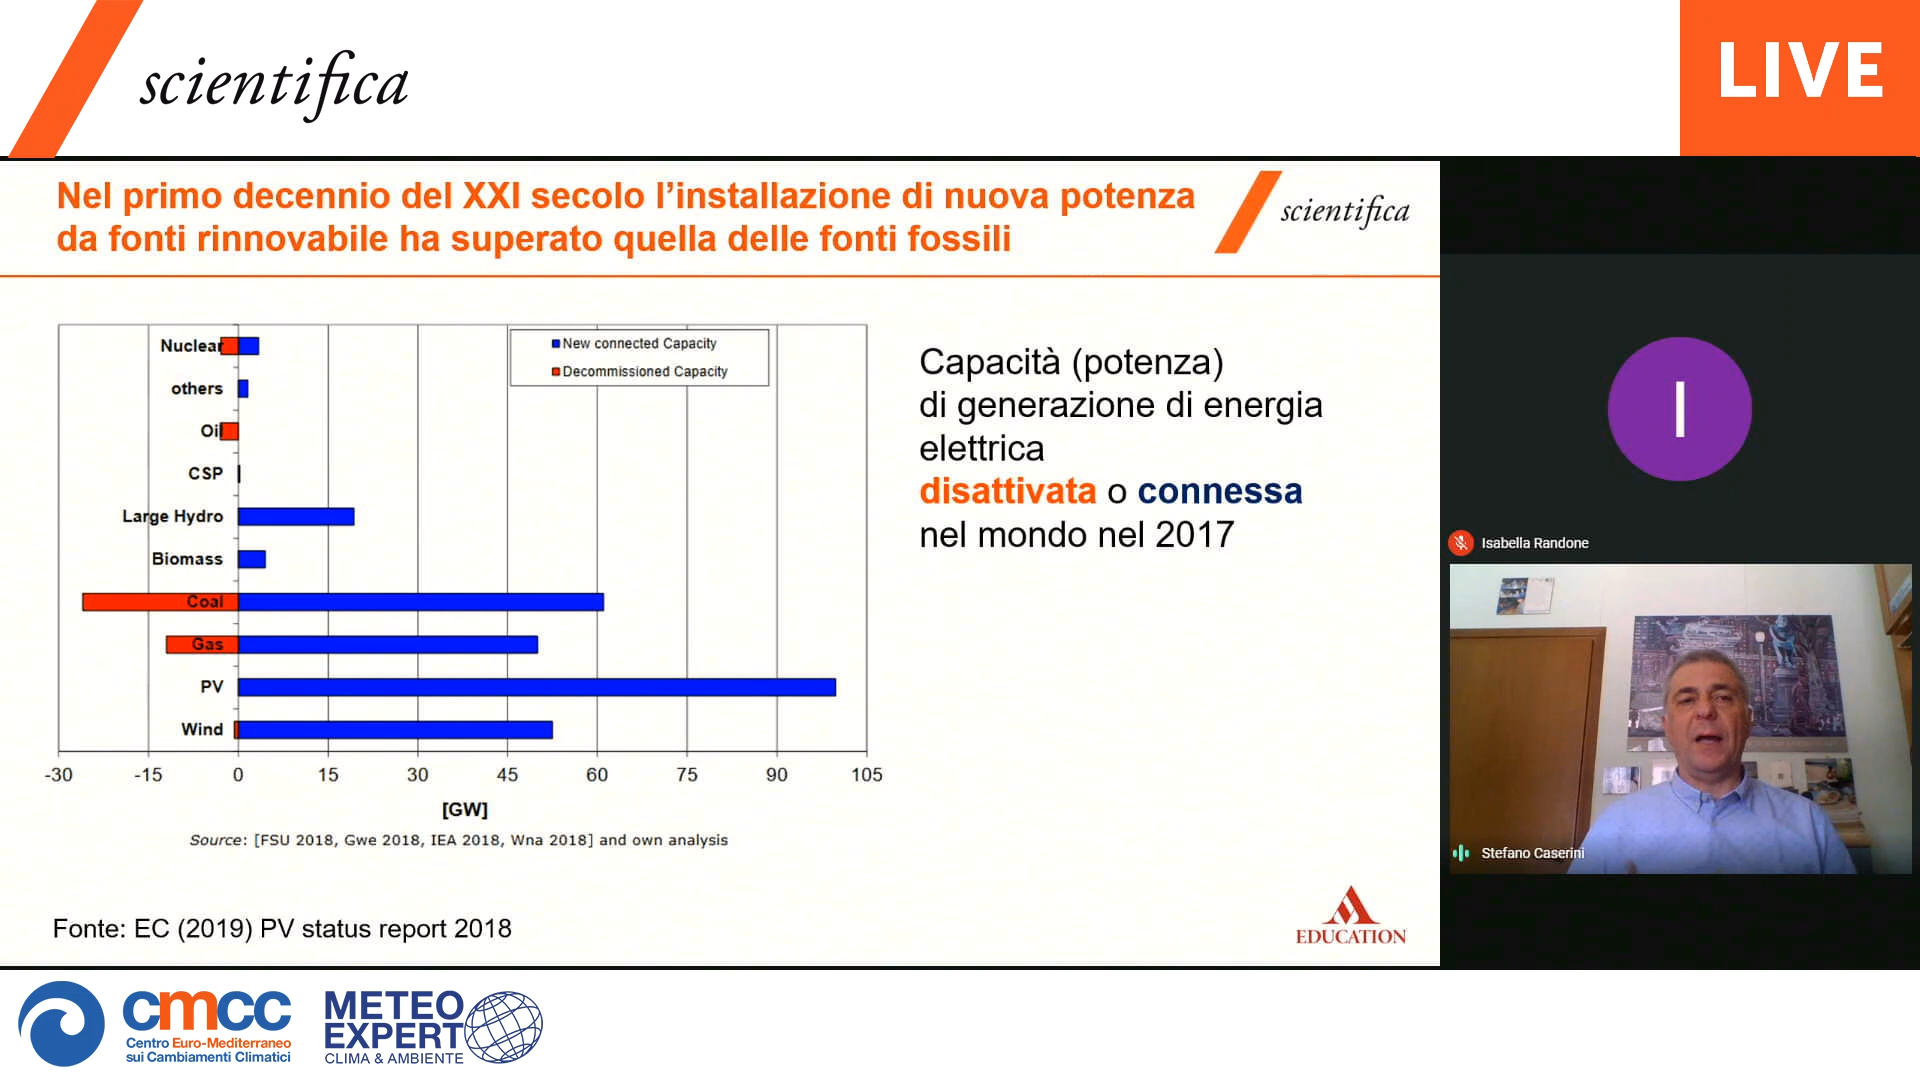 scientifica
LIVE
Nel primo decennio del XXI secolo l’installazione di nuova potenza
da fonti rinnovabile ha superato quella delle fonti fossili
scientifica
New connected Capacity
Decommissioned Capacity
Nuclear
others
Oil
CSP
Large Hydro
Biomass
Coal
Gas
PV
Wind
-30 -15 0 15 30 45 60 75 90 105
[GW]
Source: [FSU 2018, Gwe 2018, IEA 2018, Wna 2018] and own analysis
Capacità (potenza)
di generazione di energia
elettrica
disattivata o connessa
nel mondo nel 2017
Fonte: EC (2019) PV status report 2018
EDUCATION
I
Isabella Randone
Stefano Caserini
cmcc
Centro Euro-Mediterraneo
sui Cambiamenti Climatici
METEO
EXPERT
CLIMA & AMBIENTE